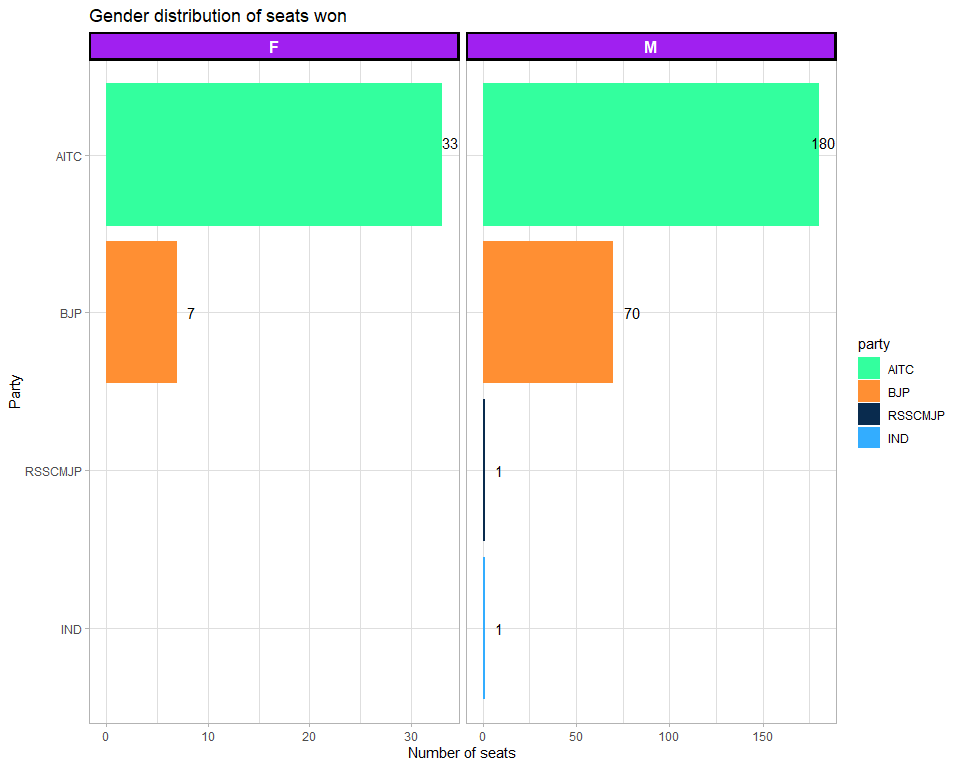 Gender distribution of seats won
F
M
AITC
33
180
BJP
7
70
RSSCMJP
1
IND
1
0
10
20
30
0
50
100
150
Number of seats
Party
party
AITC
BJP
RSSCMJP
IND